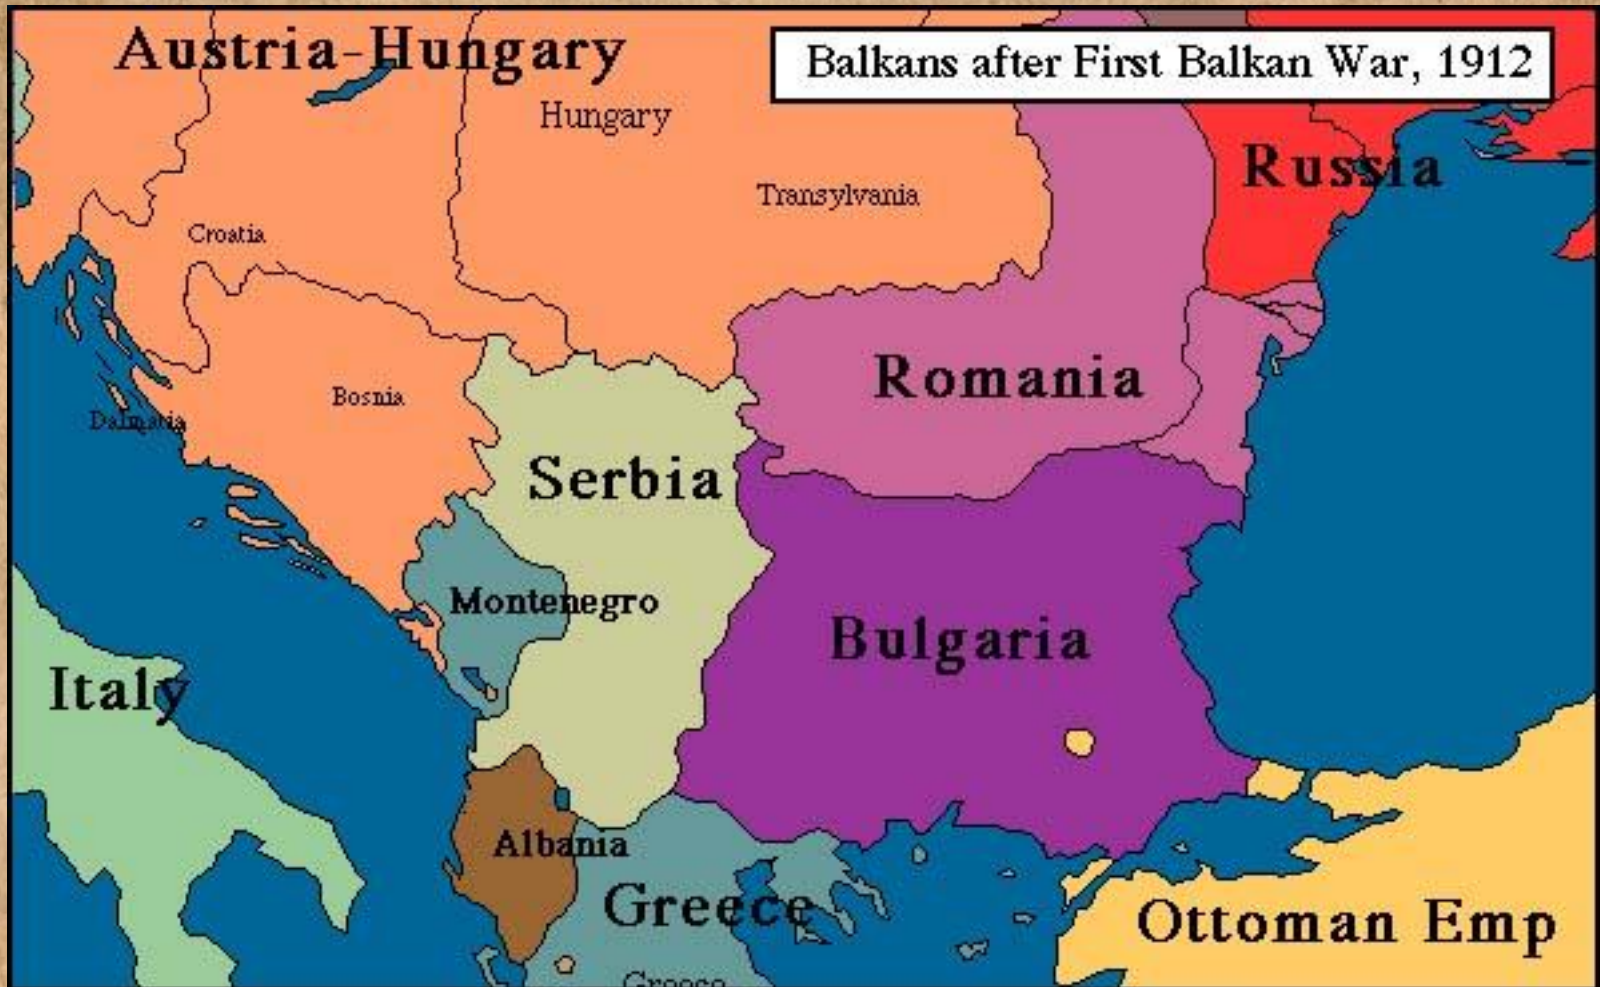 Austria-Hungary
Balkans after First Balkan War, 1912
Hungary
Russia
Transylvania
Croatia
Romania
Bosnia
Dalmatia
Serbia
Montenegro
Bulgaria
Italy
Albania
Greece
Ottoman Emp
Greece